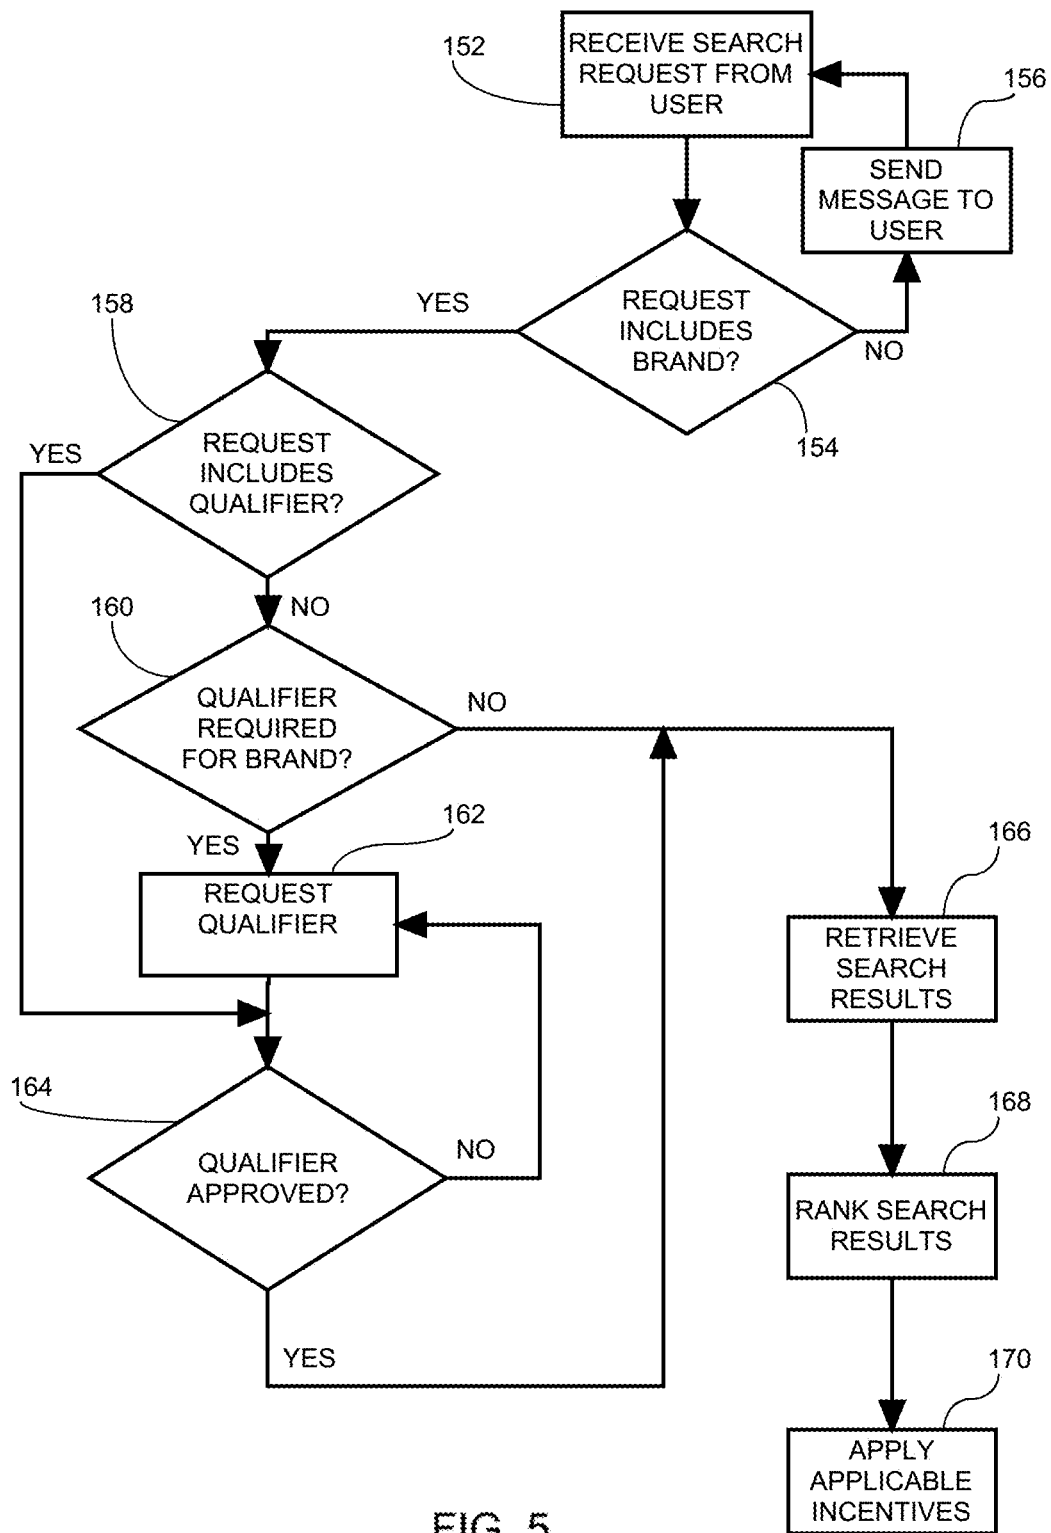 152
RECEIVE SEARCH
REQUEST FROM
USER
156
SEND
MESSAGE TO
USER
YES
REQUEST
INCLUDES
BRAND?
NO
154
158
YES
REQUEST
INCLUDES
QUALIFIER?
NO
160
QUALIFIER
REQUIRED
FOR BRAND?
NO
YES
162
REQUEST
QUALIFIER
164
QUALIFIER
APPROVED?
NO
YES
166
RETRIEVE
SEARCH
RESULTS
168
RANK SEARCH
RESULTS
170
APPLY
APPLICABLE
INCENTIVES
FIG. 5